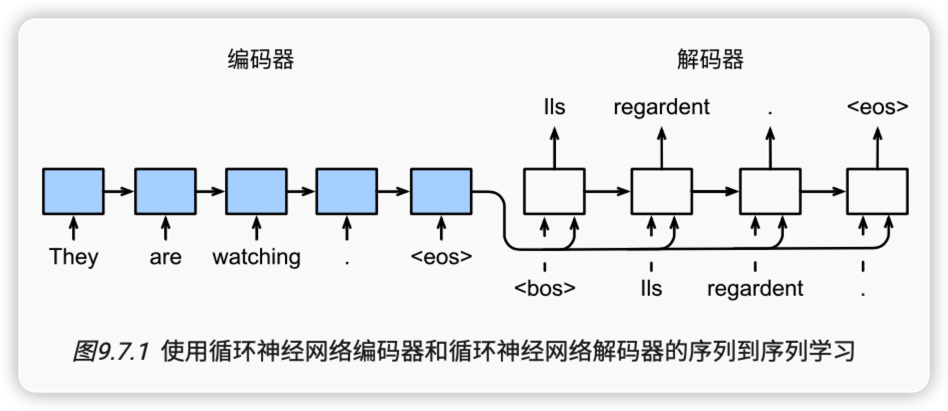 编码器 解码器
lls regardent . <eos>
They are watching . <eos>
<bos> lls regardent .
图9.7.1 使用循环神经网络编码器和循环神经网络解码器的序列到序列学习